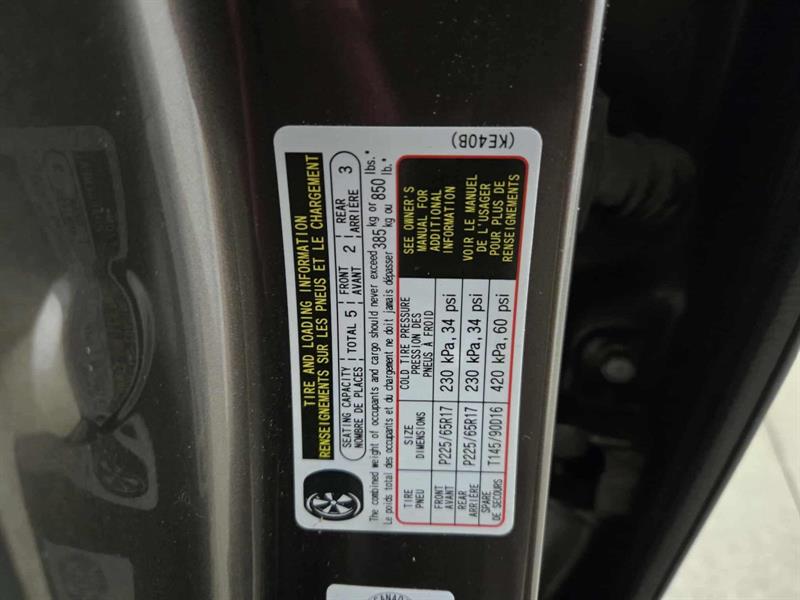 (KE40B)
TIRE AND LOADING INFORMATION
RENSEIGNEMENTS SUR LES PNEUS ET LE CHARGEMENT
SEATING CAPACITY
NOMBRE DE PLACES
TOTAL 5
FRONT
AVANT
2
REAR
ARRIÈRE
3
The combined weight of occupants and cargo should never exceed 385 kg or 850 lbs.
Le poids total des occupants et du chargement ne doit jamais dépasser 385 kg ou 850 lb.
TIRE
PNEU
SIZE
DIMENSIONS
COLD TIRE PRESSURE
PRESSION DES
PNEUS À FROID
SEE OWNER'S
MANUAL FOR
ADDITIONAL
INFORMATION
VOIR LE MANUEL
DE L'USAGER
POUR PLUS DE
RENSEIGNEMENTS
FRONT
AVANT
P225/65R17
230 kPa, 34 psi
REAR
ARRIÈRE
P225/65R17
230 kPa, 34 psi
SPARE
DE SECOURS
T145/90D16
420 kPa, 60 psi